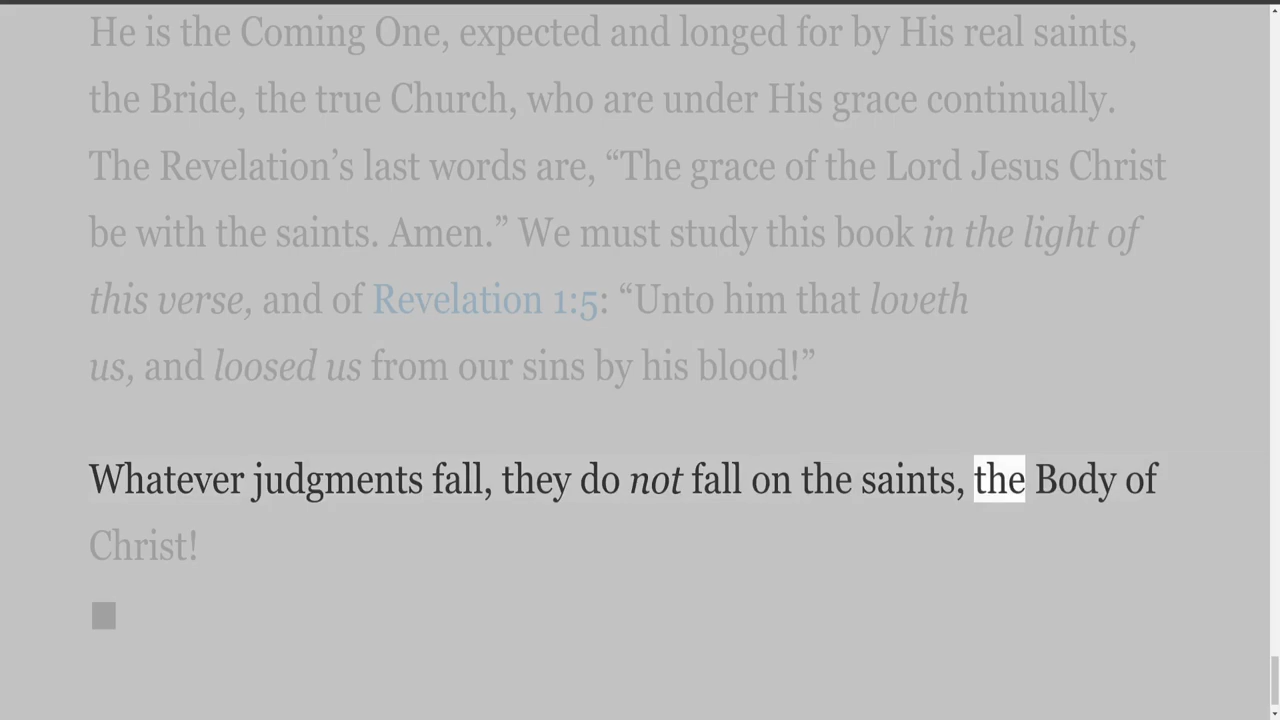 He is the Coming One, expected and longed for by His real saints,
the Bride, the true Church, who are under His grace continually.
The Revelation’s last words are, “The grace of the Lord Jesus Christ
be with the saints. Amen.” We must study this book in the light of
this verse, and of Revelation 1:5: “Unto him that loveth
us, and loosed us from our sins by his blood!”
Whatever judgments fall, they do not fall on the saints, the Body of
Christ!